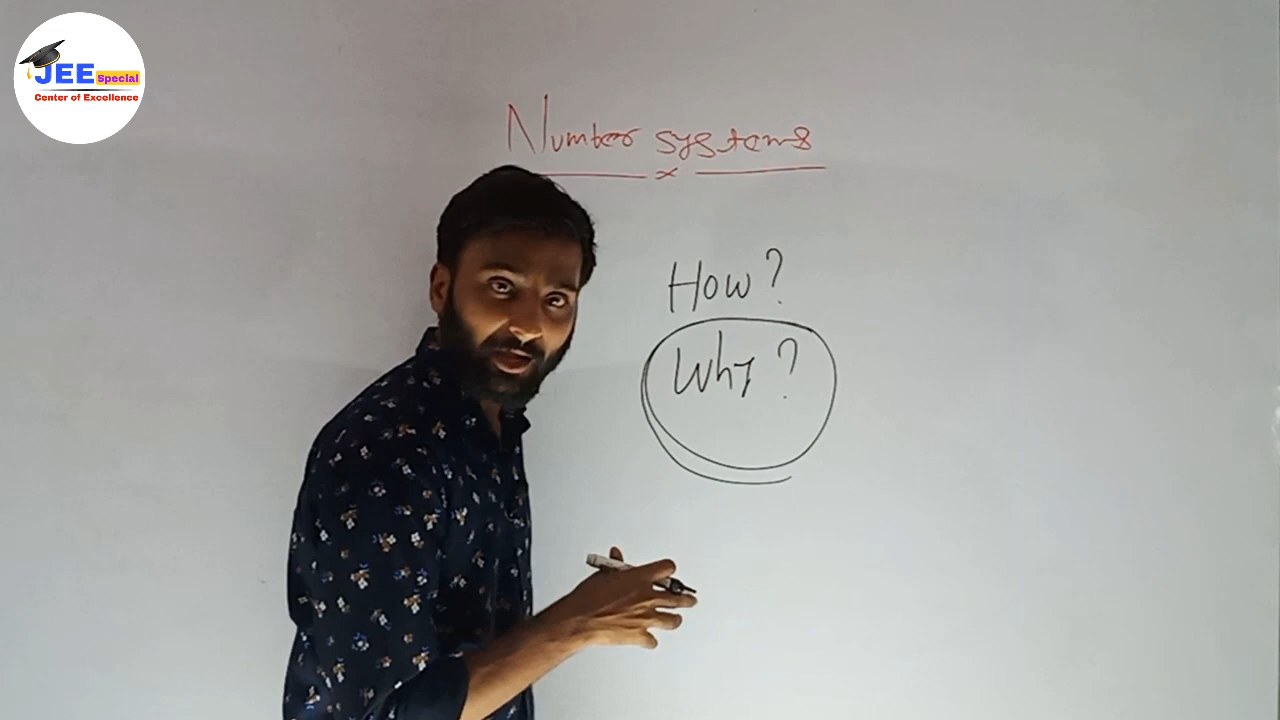 JEE Special
Center of Excellence
Number systems
x
How?
Why?